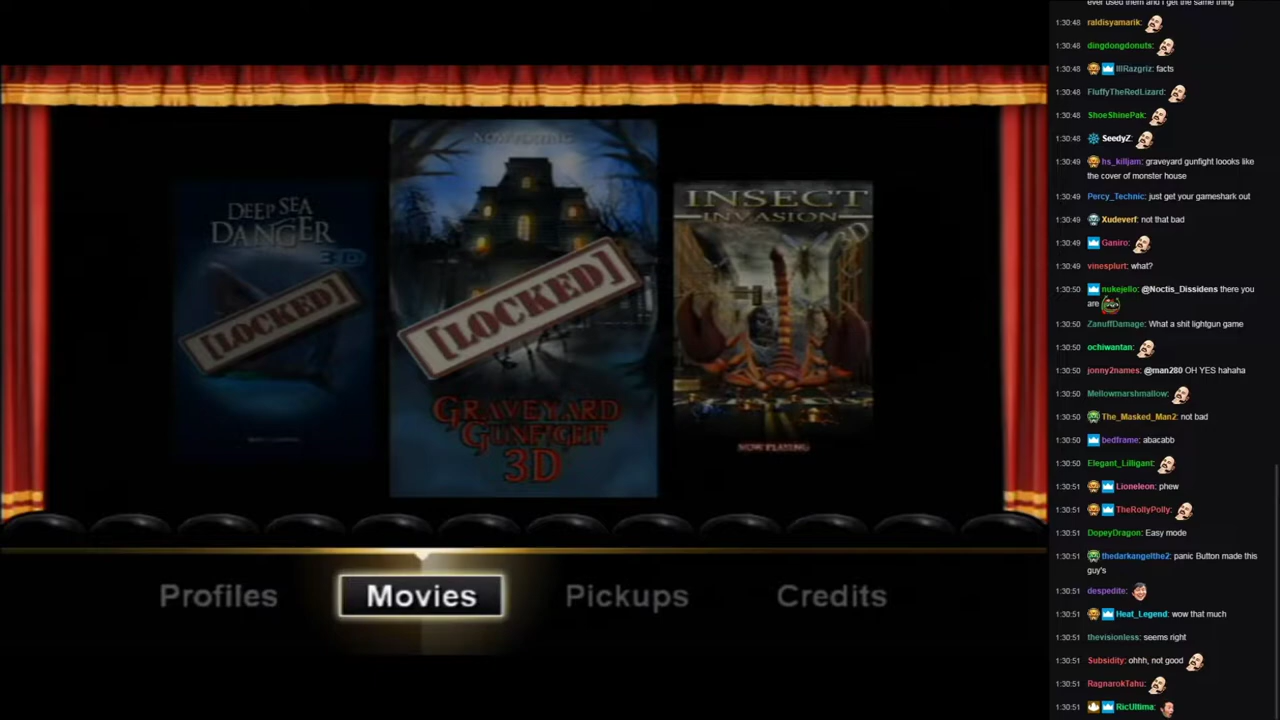 NOW PLAYING
DEEP SEA
DANGER
3D
[LOCKED]
[LOCKED]
GRAVEYARD
GUNFIGHT
3D
INSECT
INVASION
3D
NOW PLAYING
Profiles
Movies
Pickups
Credits
ever used them and I get the same thing
1:30:48 raldisyamarik:
1:30:48 dingdongdonuts:
1:30:48 IllRazgriz: facts
1:30:48 FluffyTheRedLizard:
1:30:48 ShoeShinePak:
1:30:48 SeedyZ:
1:30:49 hs_killjam: graveyard gunfight loooks like
the cover of monster house
1:30:49 Percy_Technic: just get your gameshark out
1:30:49 Xudeverf: not that bad
1:30:49 Ganiro:
1:30:49 vinesplurt: what?
1:30:50 nukejello: @Noctis_Dissidens there you
are
1:30:50 ZanuffDamage: What a shit lightgun game
1:30:50 ochiwantan:
1:30:50 jonny2names: @man280 OH YES hahaha
1:30:50 Mellowmarshmallow:
1:30:50 The_Masked_Man2: not bad
1:30:50 bedframe: abacabb
1:30:50 Elegant_Lilligant:
1:30:51 Lioneleon: phew
1:30:51 TheRollyPolly:
1:30:51 DopeyDragon: Easy mode
1:30:51 thedarkangelthe2: panic Button made this
guy's
1:30:51 despedite:
1:30:51 Heat_Legend: wow that much
1:30:51 thevisionless: seems right
1:30:51 Subsidity: ohhh, not good
1:30:51 RagnarokTahu:
1:30:51 RicUltima: